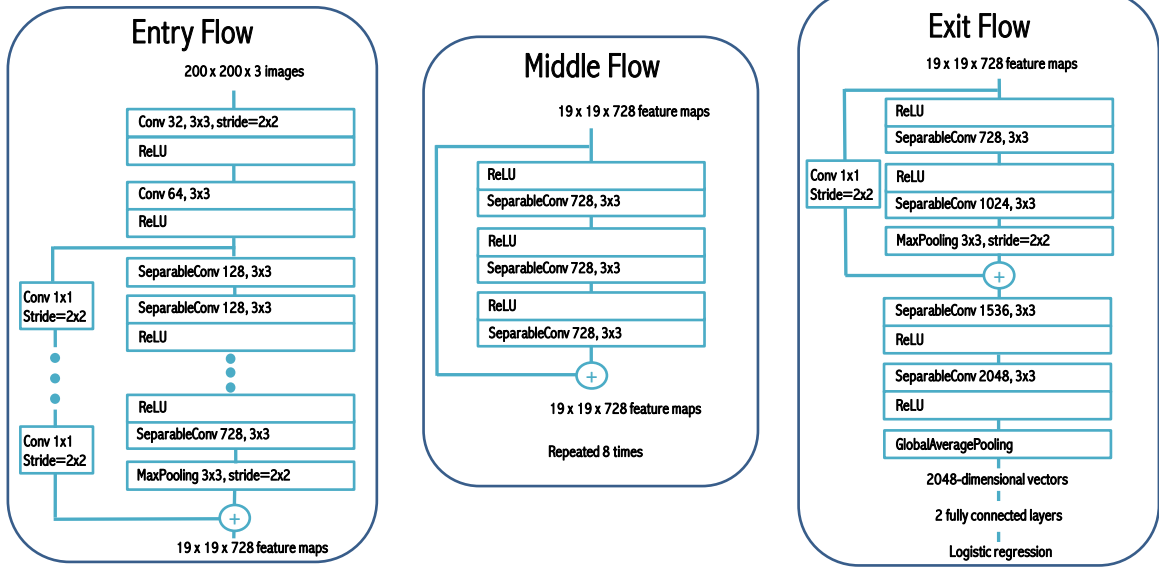 Entry Flow
200 x 200 x 3 images
Conv 32, 3x3, stride=2x2
ReLU
Conv 64, 3x3
ReLU
SeparableConv 128, 3x3
Conv 1x1
Stride=2x2
SeparableConv 128, 3x3
ReLU
ReLU
SeparableConv 728, 3x3
Conv 1x1
Stride=2x2
MaxPooling 3x3, stride=2x2
+
19 x 19 x 728 feature maps
Middle Flow
19 x 19 x 728 feature maps
ReLU
SeparableConv 728, 3x3
ReLU
SeparableConv 728, 3x3
ReLU
SeparableConv 728, 3x3
+
19 x 19 x 728 feature maps
Repeated 8 times
Exit Flow
19 x 19 x 728 feature maps
ReLU
SeparableConv 728, 3x3
Conv 1x1
Stride=2x2
ReLU
SeparableConv 1024, 3x3
MaxPooling 3x3, stride=2x2
+
SeparableConv 1536, 3x3
ReLU
SeparableConv 2048, 3x3
ReLU
GlobalAveragePooling
2048-dimensional vectors
2 fully connected layers
Logistic regression